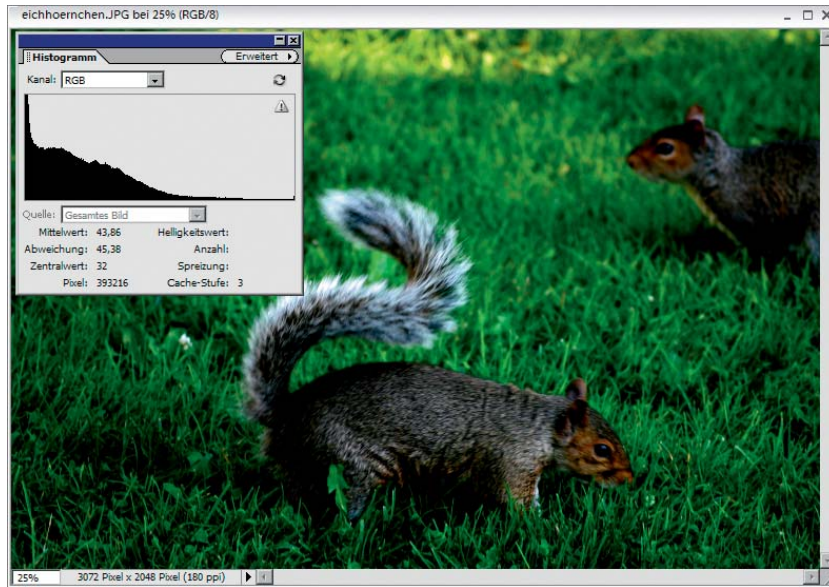 eichhoernchen.JPG bei 25% (RGB/8)
Histogramm
Erweitert
Kanal: RGB
Quelle: Gesamtes Bild
Mittelwert: 43,86 Helligkeitswert:
Abweichung: 45,38 Anzahl:
Zentralwert: 32 Spreizung:
Pixel: 393216 Cache-Stufe: 3
25% 3072 Pixel x 2048 Pixel (180 ppi)